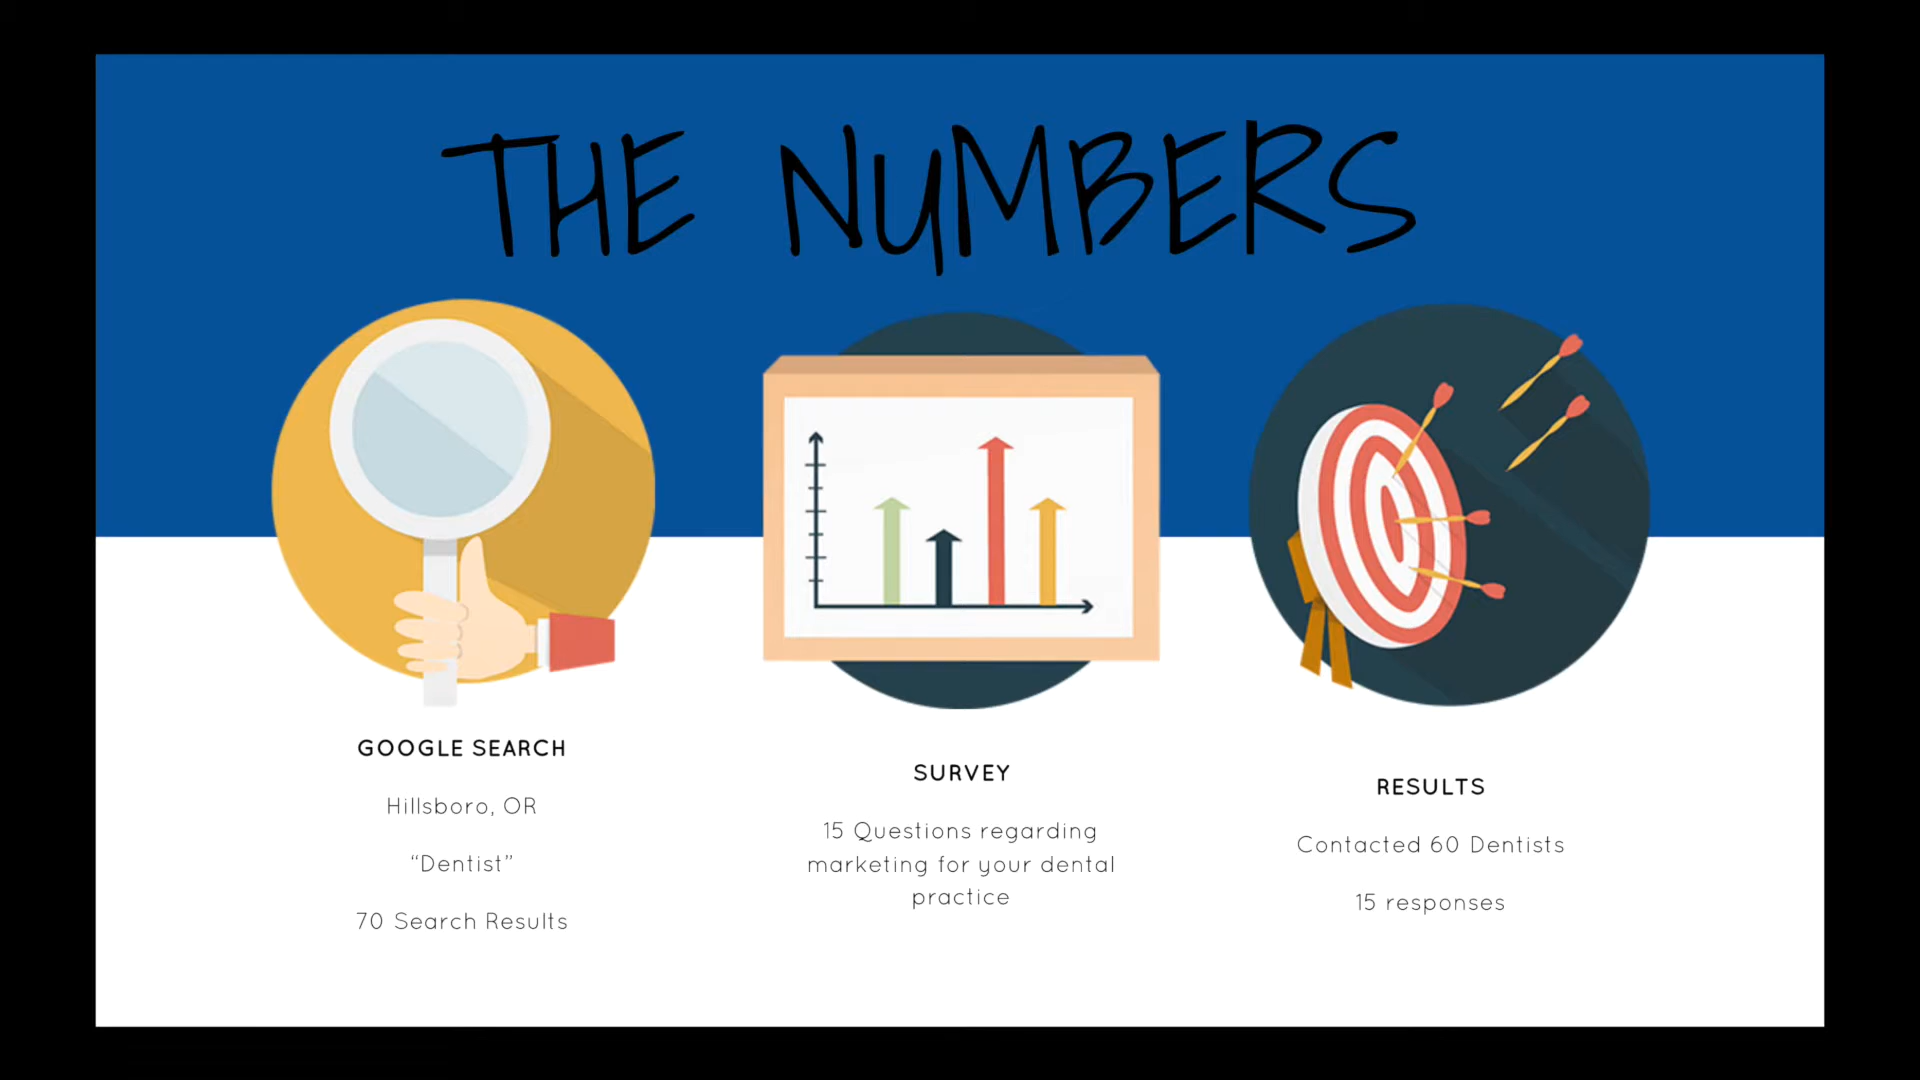 THE NUMBERS
GOOGLE SEARCH
Hillsboro, OR
“Dentist”
70 Search Results
SURVEY
15 Questions regarding
marketing for your dental
practice
RESULTS
Contacted 60 Dentists
15 responses